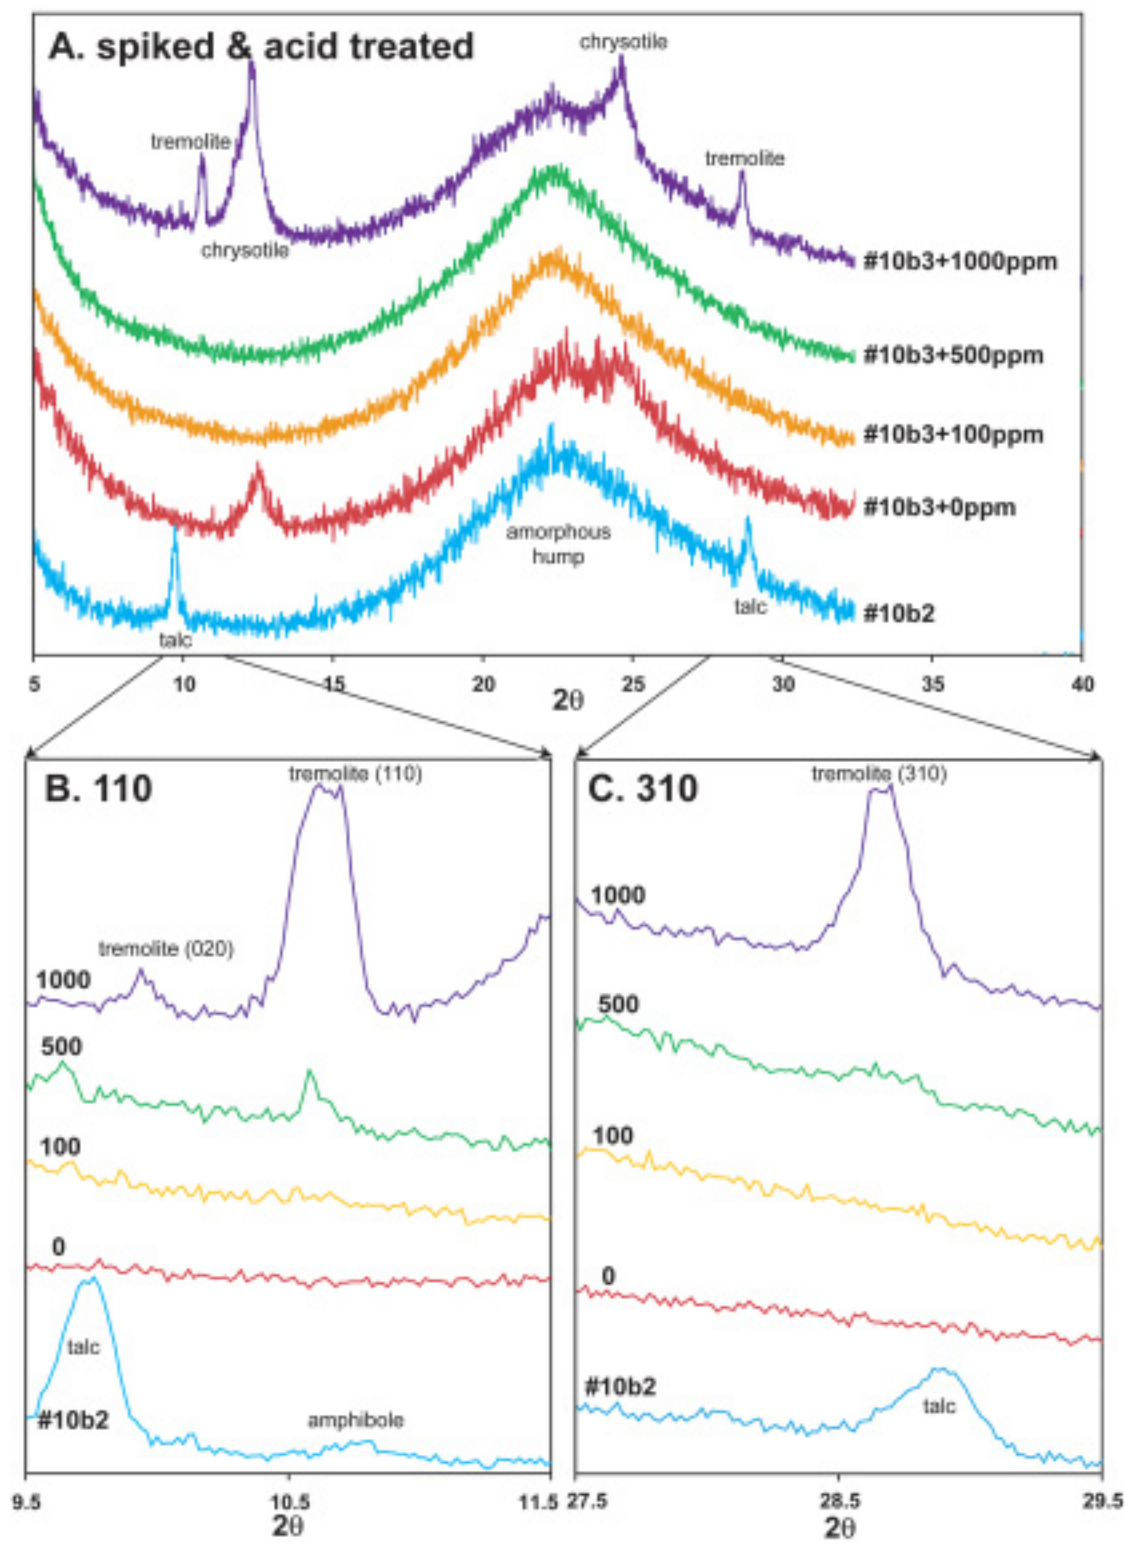 A. spiked & acid treated
chrysotile
tremolite
tremolite
chrysotile
#10b3+1000ppm
#10b3+500ppm
#10b3+100ppm
#10b3+0ppm
amorphous
hump
talc
#10b2
talc
5 10 15 20 25 30 35 40
2θ
B. 110
tremolite (110)
tremolite (020)
1000
500
100
0
talc
#10b2
amphibole
9.5 10.5 11.5
2θ
C. 310
tremolite (310)
1000
500
100
0
#10b2
talc
27.5 28.5 29.5
2θ